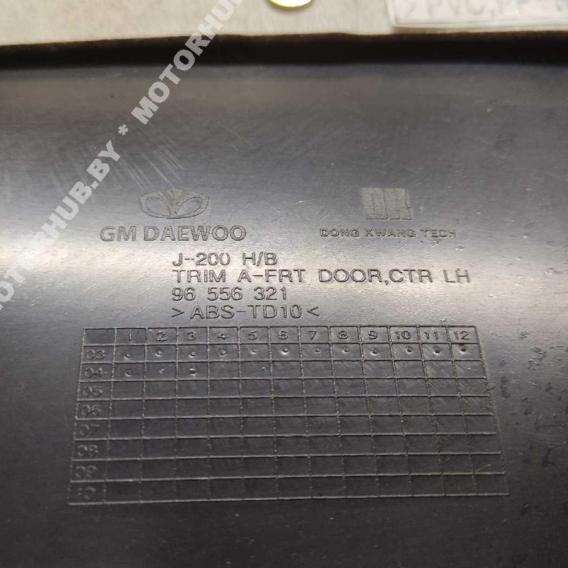 MOTORHUB.BY * MOTORHUB.BY * MOTORHUB
>PVC,
GM DAEWOO
DONG KWANG TECH
J-200 H/B
TRIM A-FRT DOOR,CTR LH
96 556 321
>ABS-TD10<
1 2 3 4 5 6 7 8 9 10 11 12
03
04
05
06
07
08
09
10